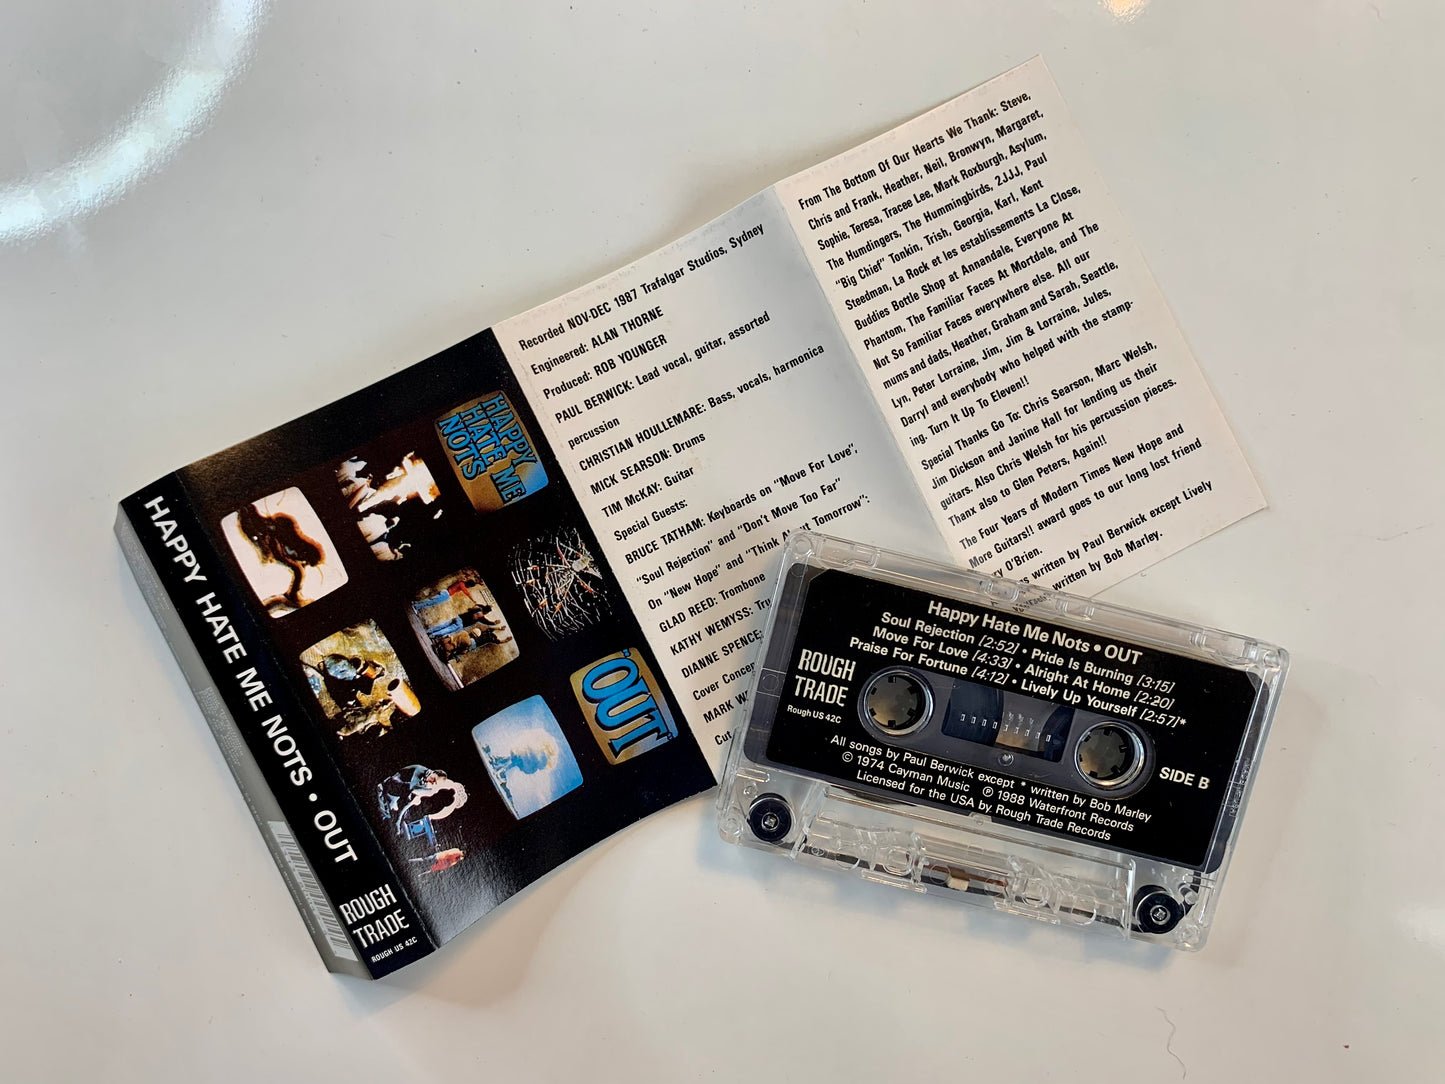 HAPPY HATE ME NOTS • OUT
ROUGH
TRADE
ROUGH US 42C
HAPPY
HATE ME
NOTS
"OUT"
Recorded NOV-DEC 1987 Trafalgar Studios, Sydney
Engineered: ALAN THORNE
Produced: ROB YOUNGER
PAUL BERWICK: Lead vocal, guitar, assorted
percussion
CHRISTIAN HOULLEMARE: Bass, vocals, harmonica
MICK SEARSON: Drums
TIM McKAY: Guitar
Special Guests:
BRUCE TATHAM: Keyboards on "Move For Love",
"Soul Rejection" and "Don't Move Too Far"
On "New Hope" and "Think About Tomorrow":
GLAD REED: Trombone
KATHY WEMYSS:
DIANNE SPENCE:
Cover
MARK
Cut
From The Bottom Of Our Hearts We Thank: Steve,
Chris and Frank, Heather, Neil, Bronwyn, Margaret,
Sophie, Teresa, Tracee Lee, Mark Roxburgh, Asylum,
The Humdingers, The Hummingbirds, 2JJJ, Paul
"Big Chief" Tonkin, Trish, Georgia, Karl, Kent
Steedman, La Rock et les establissements La Close,
Buddies Bottle Shop at Annandale, Everyone At
Phantom, The Familiar Faces At Mortdale, and The
Not So Familiar Faces everywhere else. All our
mums and dads, Heather, Graham and Sarah, Seattle,
Lyn, Peter Lorraine, Jim, Jim & Lorraine, Jules,
Darryl and everybody who helped with the stamp-
ing. Turn It Up To Eleven!!
Special Thanks Go To: Chris Searson, Marc Welsh,
Jim Dickson and Janine Hall for lending us their
guitars. Also Chris Welsh for his percussion pieces.
Thanx also to Glen Peters, Again!!
The Four Years of Modern Times New Hope and
More Guitars!! award goes to our long lost friend
O'Brien.
written by Paul Berwick except Lively
written by Bob Marley.
Happy Hate Me Nots • OUT
Soul Rejection [2:52] • Pride Is Burning [3:15]
Move For Love [4:33] • Alright At Home [2:20]
Praise For Fortune [4:12] • Lively Up Yourself [2:57]*
ROUGH
TRADE
Rough US 42C
SIDE B
All songs by Paul Berwick except * written by Bob Marley
© 1974 Cayman Music ℗ 1988 Waterfront Records
Licensed for the USA by Rough Trade Records